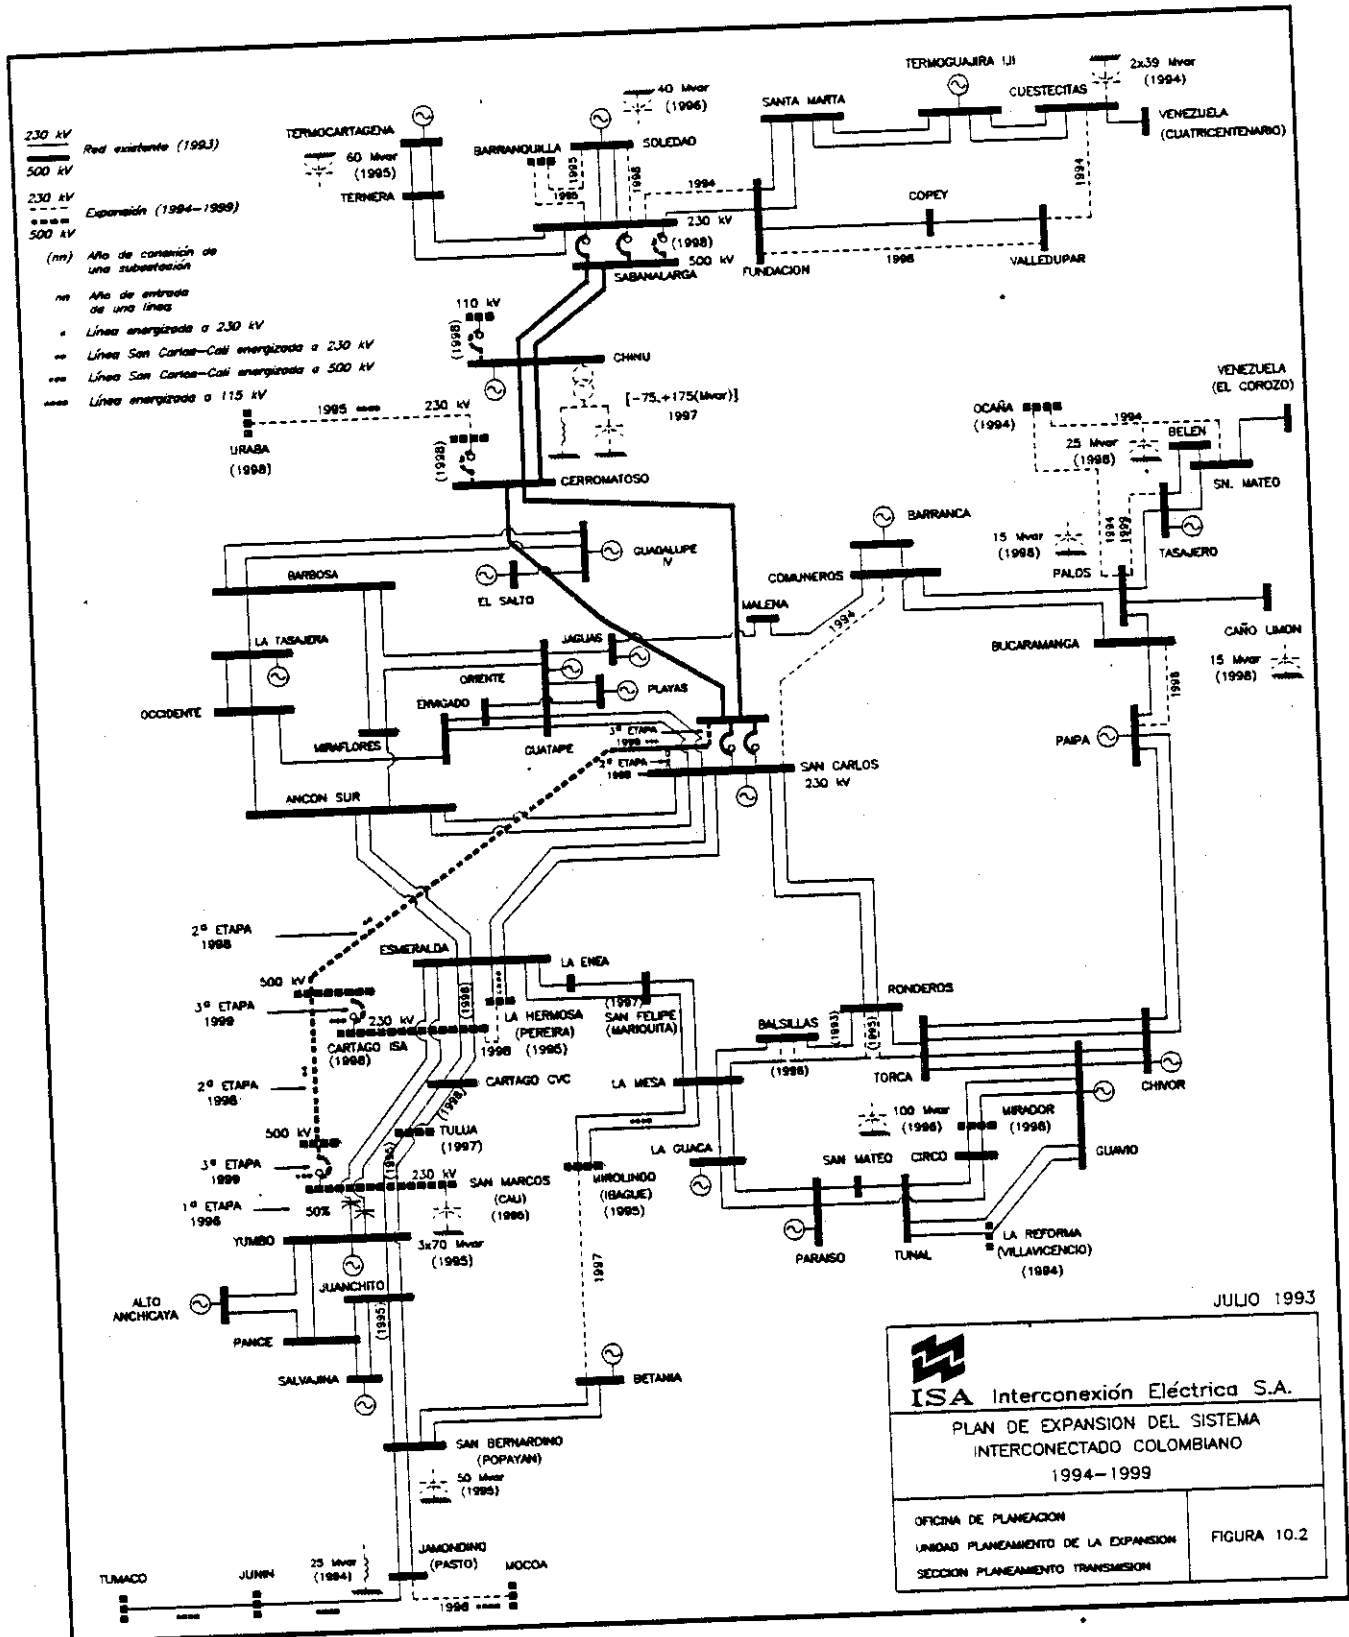 230 kV
Red existente (1993)
500 kV
230 kV
Expansión (1994-1999)
500 kV
(nn) Año de conexión de
una subestación
nn Año de entrada
de una línea
* Línea energizada a 230 kV
** Línea San Carlos-Cali energizada a 230 kV
*** Línea San Carlos-Cali energizada a 500 kV
**** Línea energizada a 115 kV
TERMOCARTAGENA
60 Mvar
(1995)
TERNERA
40 Mvar
(1996)
BARRANQUILLA
SOLEDAD
1995
1995
1998
SANTA MARTA
TERMOGUAJIRA I,II
CUESTECITAS
2x39 Mvar
(1994)
VENEZUELA
(CUATRICENTENARIO)
1994
1994
COPEY
230 kV
(1998)
500 kV
SABANALARGA
FUNDACION
1996
VALLEDUPAR
110 kV
(1998)
CHINU
[-75,+175(Mvar)]
1997
1995 ****
230 kV
URABA
(1998)
(1998)
CERROMATOSO
VENEZUELA
(EL COROZO)
OCAÑA
(1994)
1994
25 Mvar
(1998)
BELEN
SN. MATEO
1994
1999
TASAJERO
15 Mvar
(1998)
PALOS
BARRANCA
COMUNEROS
MALENA
1994
BUCARAMANGA
CAÑO LIMON
15 Mvar
(1998)
1998
PAIPA
GUADALUPE
IV
BARBOSA
EL SALTO
LA TASAJERA
JAGUAS
ORIENTE
PLAYAS
ENVIGADO
OCCIDENTE
MIRAFLORES
GUATAPE
3ª ETAPA
1999 ***
2ª ETAPA
1998
SAN CARLOS
230 kV
ANCON SUR
2ª ETAPA
1998
**
ESMERALDA
LA ENEA
500 kV
3ª ETAPA
1999
***
230 kV
CARTAGO ISA
(1998)
(1998)
LA HERMOSA
(PEREIRA)
(1995)
1998
(1997)
SAN FELIPE
(MARIQUITA)
RONDEROS
BALSILLAS
(1993)
(1995)
(1996)
2ª ETAPA
1998
CARTAGO CVC
(1998)
LA MESA
TORCA
CHIVOR
100 Mvar
(1996)
MIRADOR
(1998)
500 kV
TULUA
(1997)
****
LA GUACA
SAN MATEO
CIRCO
GUAVIO
3ª ETAPA
1999
***
(1995)
230 kV
SAN MARCOS
(CALI)
(1996)
MIROLINDO
(IBAGUE)
(1995)
1ª ETAPA
1996
50%
YUMBO
3x70 Mvar
(1995)
PARAISO
TUNAL
LA REFORMA
(VILLAVICENCIO)
(1994)
1997
JUANCHITO
ALTO
ANCHICAYA
(1995)
PANCE
SALVAJINA
BETANIA
SAN BERNARDINO
(POPAYAN)
50 Mvar
(1995)
JAMONDINO
(PASTO)
25 Mvar
(1994)
MOCOA
TUMACO
JUNIN
****
****
1996 ****
JULIO 1993
ISA Interconexión Eléctrica S.A.
PLAN DE EXPANSION DEL SISTEMA
INTERCONECTADO COLOMBIANO
1994-1999
OFICINA DE PLANEACION
UNIDAD PLANEAMIENTO DE LA EXPANSION
SECCION PLANEAMIENTO TRANSMISION
FIGURA 10.2